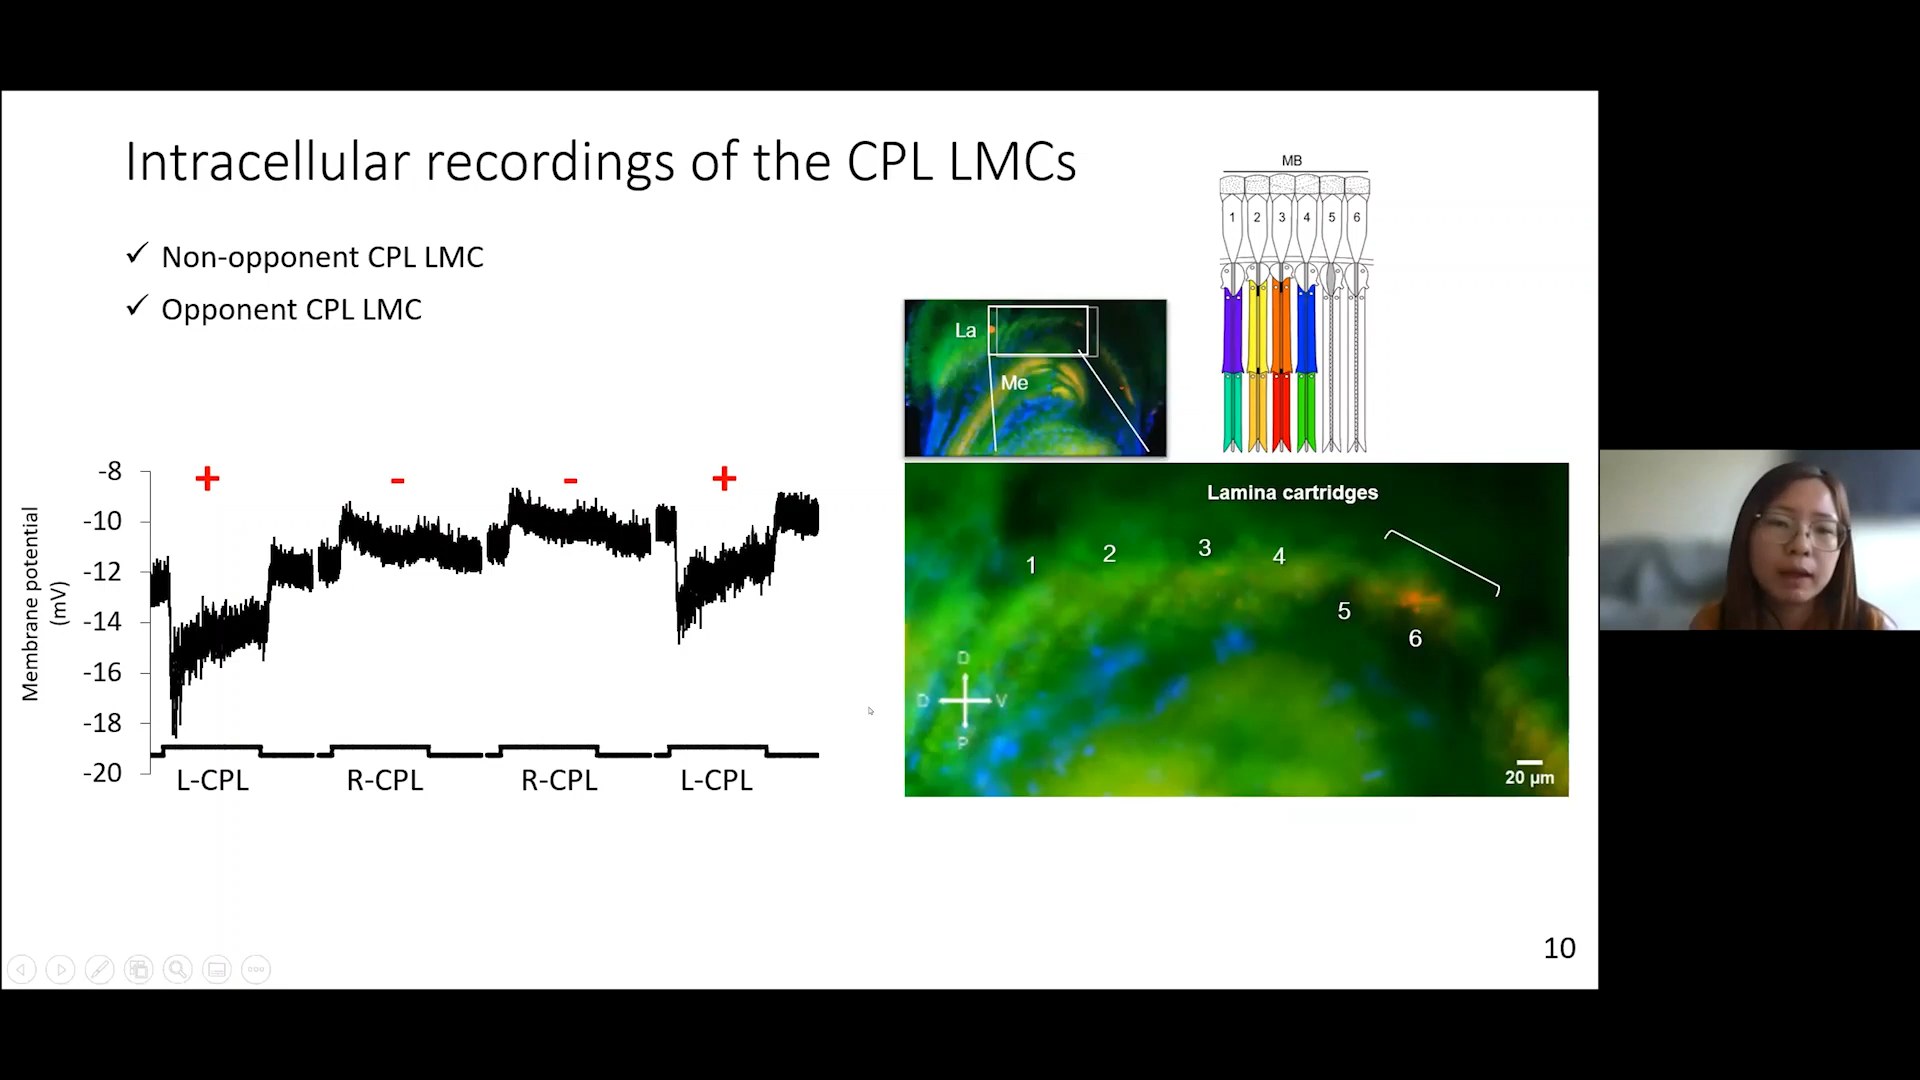 Intracellular recordings of the CPL LMCs
✓ Non-opponent CPL LMC
✓ Opponent CPL LMC
MB
1 2 3 4 5 6
La
Me
Membrane potential
(mV)
-8
-10
-12
-14
-16
-18
-20
+ - - +
L-CPL R-CPL R-CPL L-CPL
Lamina cartridges
1 2 3 4
5
6
D
D V
P
20 µm
10